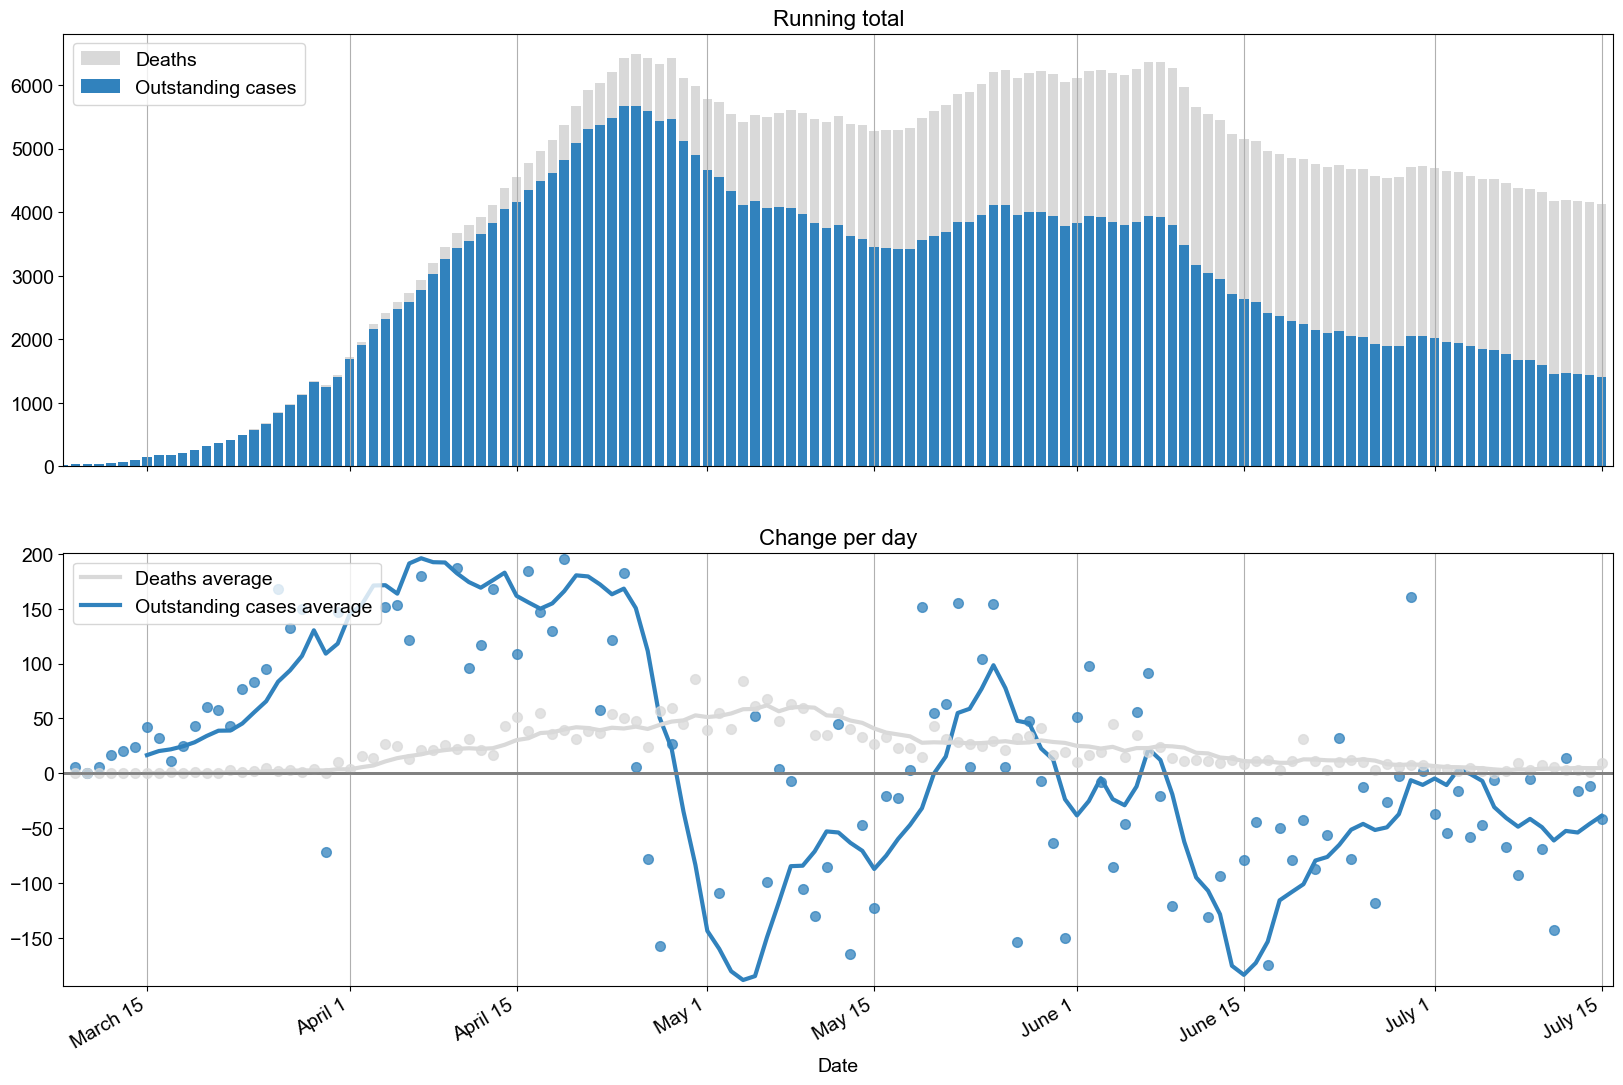 Running total
Deaths
Outstanding cases
6000
5000
4000
3000
2000
1000
0
Change per day
200
Deaths average
Outstanding cases average
150
100
50
0
−50
−100
−150
March 15
April 1
April 15
May 1
May 15
June 1
June 15
July 1
July 15
Date